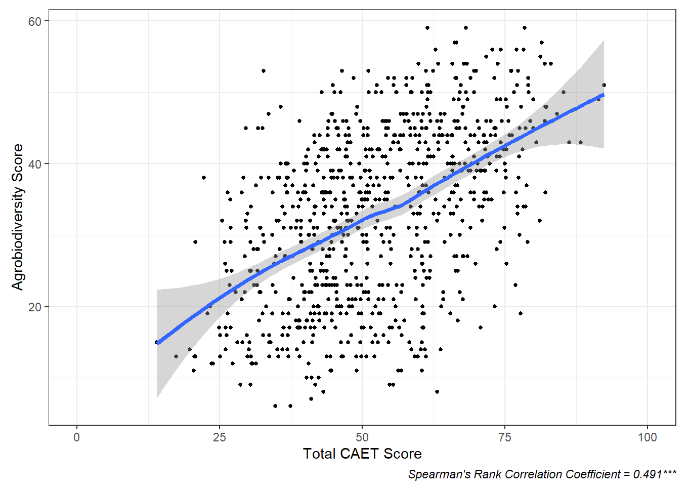 60
40
20
Agrobiodiversity Score
0 25 50 75 100
Total CAET Score
Spearman's Rank Correlation Coefficient = 0.491***